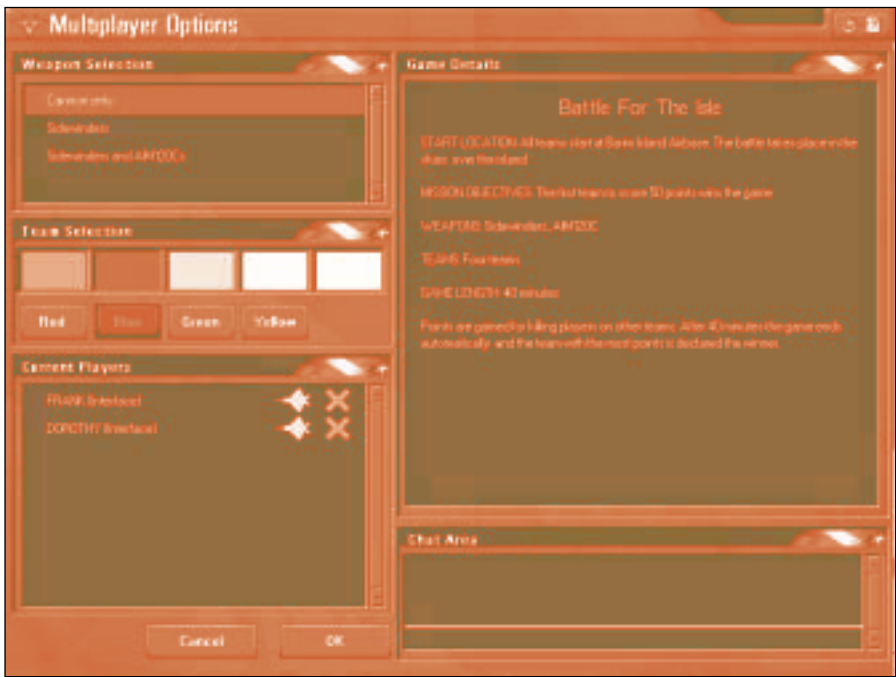 Multiplayer Options
Weapon Selection
Cannon only
Sidewinders
Sidewinders and AIM120Cs
Team Selection
Red
Blue
Green
Yellow
Current Players
FRANK (Interface)
DOROTHY (Interface)
Cancel
OK
Game Details
Battle For The Isle
START LOCATION: All teams start at Island Airbase. The battle takes place in the
skies over the island.
MISSION OBJECTIVES: The first team to score 50 points wins the game.
WEAPONS: Sidewinders, AIM120C
TEAMS: Four teams
GAME LENGTH: 40 minutes
Points are gained for killing players on other teams. After 40 minutes the game ends
automatically and the team with the most points is declared the winner.
Chat Area